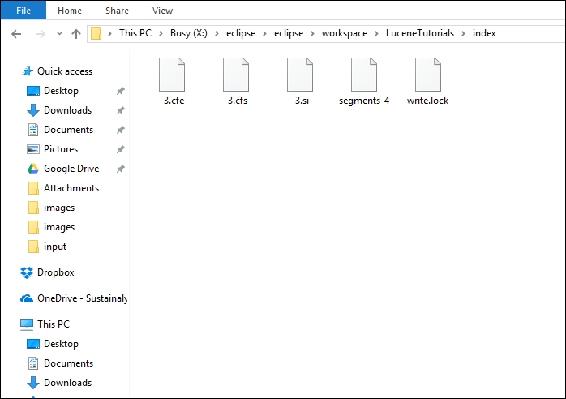 File Home Share View
This PC > Busy (X:) > eclipse > eclipse > workspace > LuceneTutorials > index
Quick access
Desktop
Downloads
Documents
Pictures
Google Drive
Attachments
images
images
input
Dropbox
OneDrive - Sustainaly
This PC
Desktop
Documents
Downloads
_3.cfe _3.cfs _3.si segments_4 write.lock